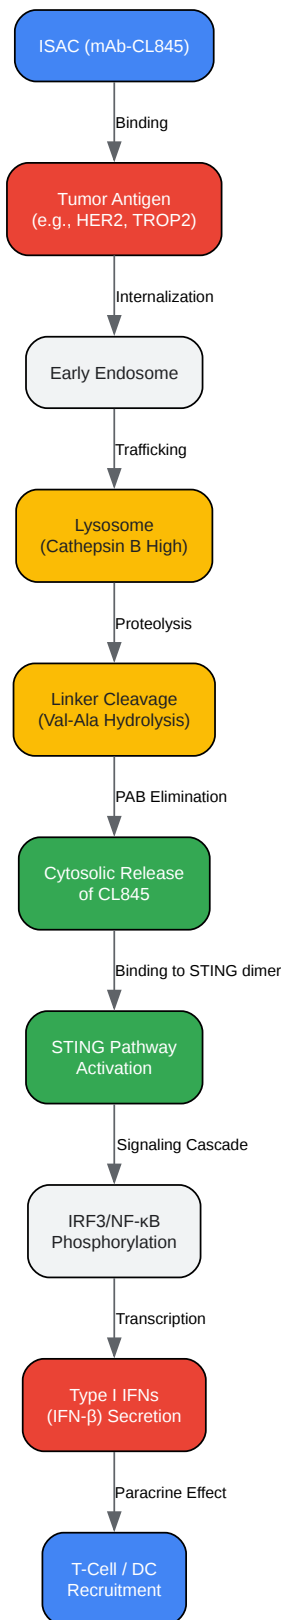 ISAC (mAb-CL845)
Binding
Tumor Antigen
(e.g., HER2, TROP2)
Internalization
Early Endosome
Trafficking
Lysosome
(Cathepsin B High)
Proteolysis
Linker Cleavage
(Val-Ala Hydrolysis)
PAB Elimination
Cytosolic Release
of CL845
Binding to STING dimer
STING Pathway
Activation
Signaling Cascade
IRF3/NF-κB
Phosphorylation
Transcription
Type I IFNs
(IFN-β) Secretion
Paracrine Effect
T-Cell / DC
Recruitment